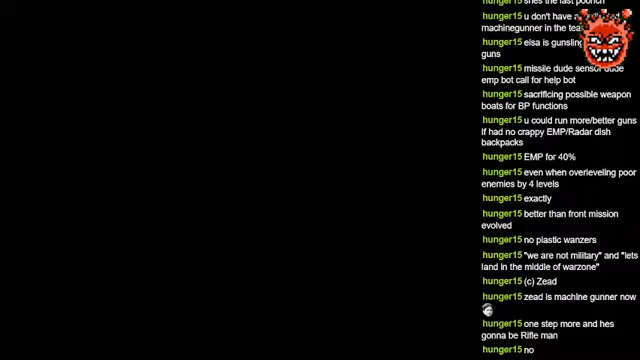 shes the last poonch
hunger15 u don't have a
machinegunner in the tea
hunger15 elsa is gunsling
guns
hunger15 missile dude sensor dude
emp bot call for help bot
hunger15 sacrificing possible weapon
boats for BP functions
hunger15 u could run more/better guns
If had no crappy EMP/Radar dish
backpacks
hunger15 EMP for 40%
hunger15 even when overleveling poor
enemies by 4 levels
hunger15 exactly
hunger15 better than front mission
evolved
hunger15 no plastic wanzers
hunger15 "we are not military" and "lets
land in the middle of warzone"
hunger15 (c) Zead
hunger15 zead is machine gunner now
hunger15 one step more and hes
gonna be Rifle man
hunger15 no